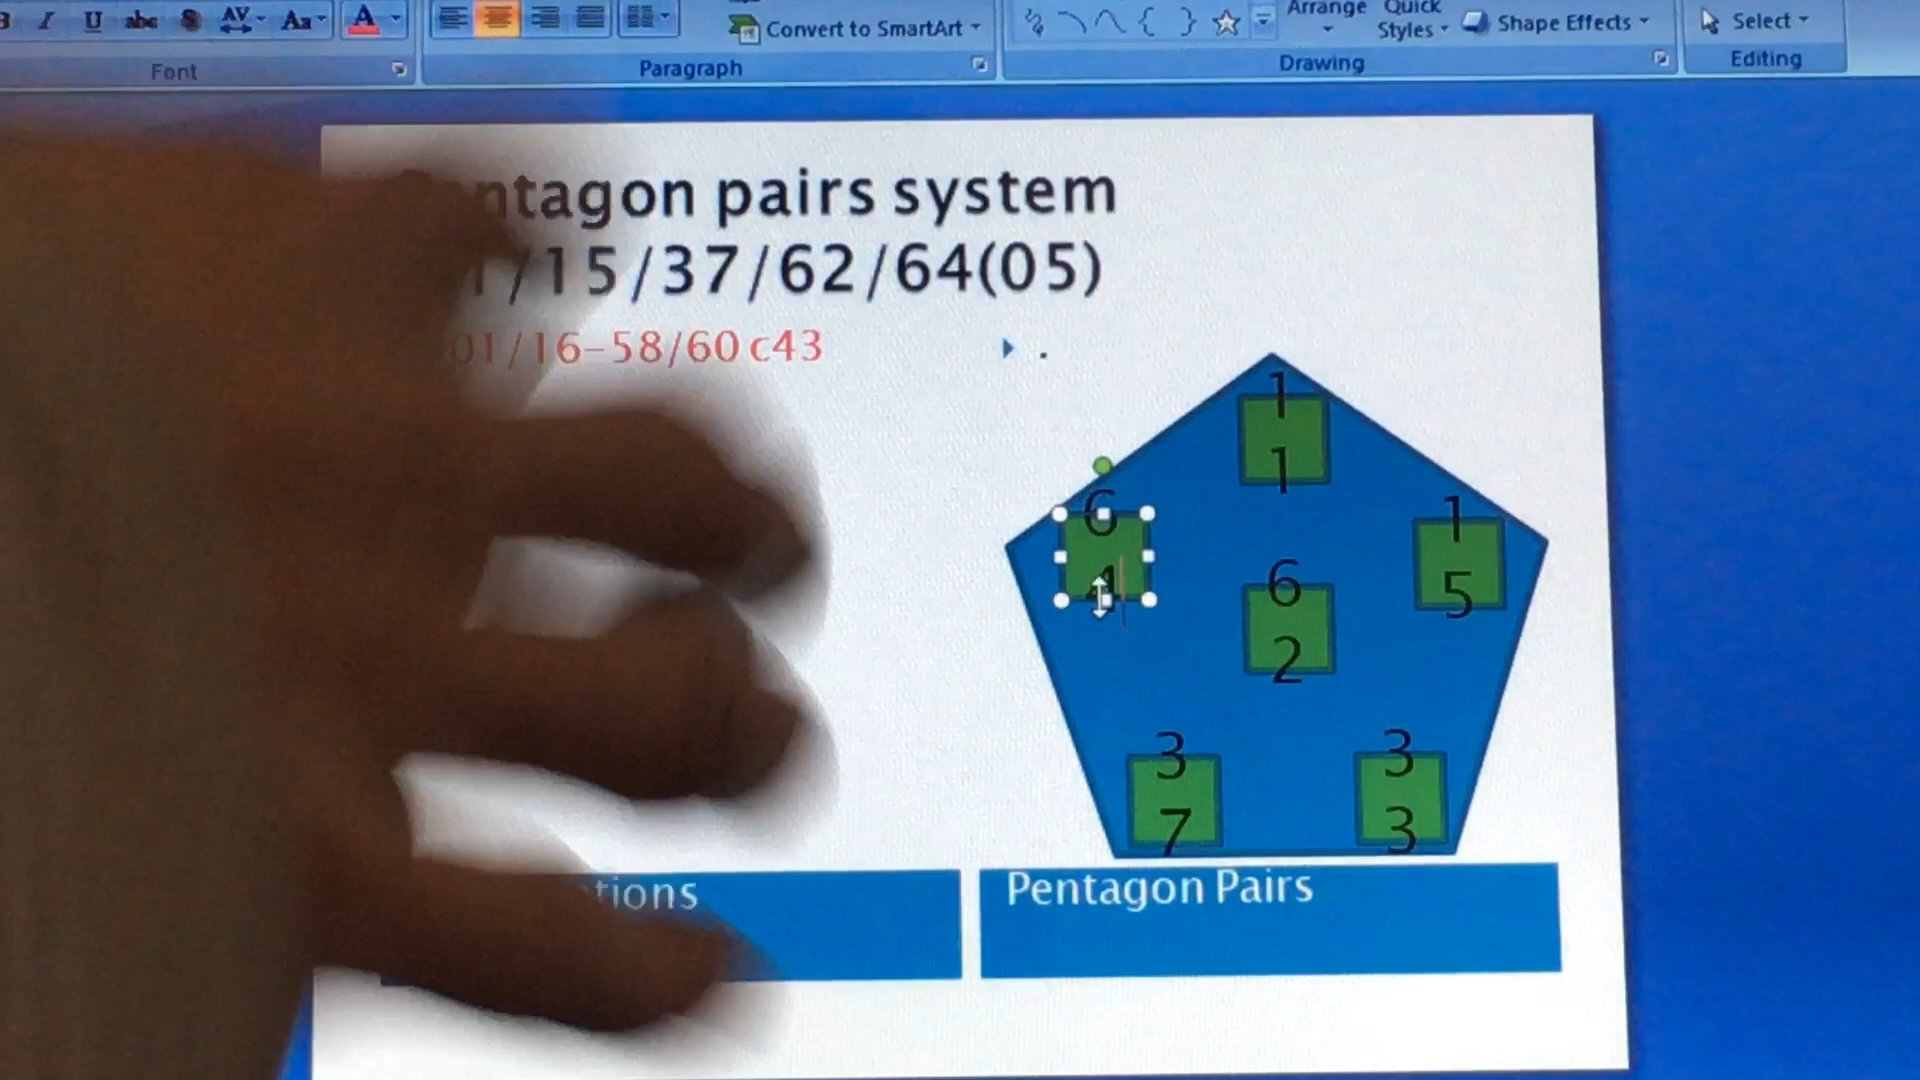 Convert to SmartArt
Arrange
Quick
Styles
Shape Effects
Select
Font
Paragraph
Drawing
Editing
pairs system
/15/37/62/64(05)
01/16-58/60 c43
.
1
1
6
4
1
5
6
2
3
7
3
3
Pentagon Pairs